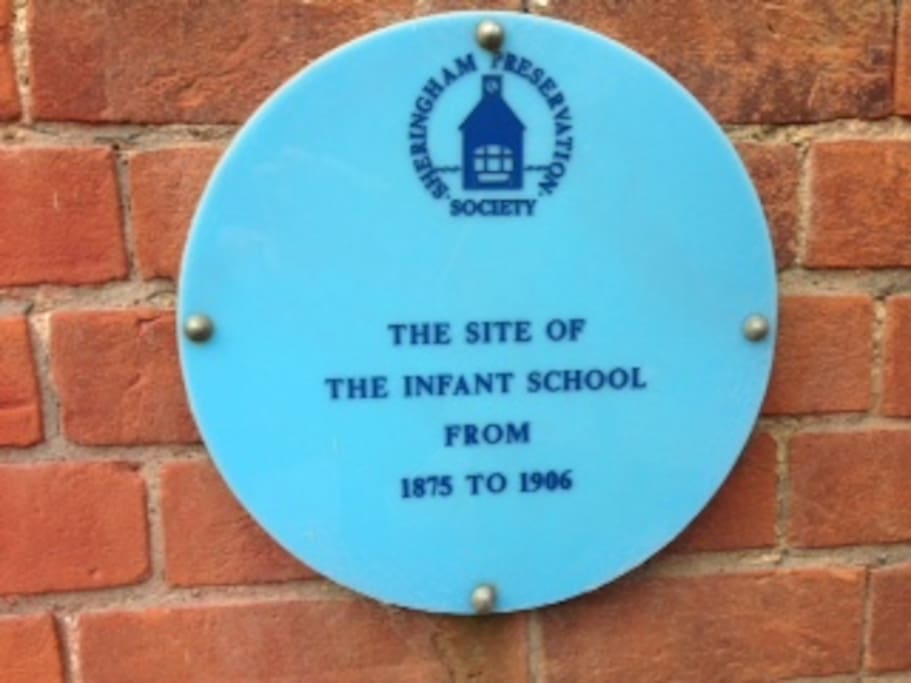 SHERINGHAM PRESERVATION
SOCIETY
THE SITE OF
THE INFANT SCHOOL
FROM
1875 TO 1906